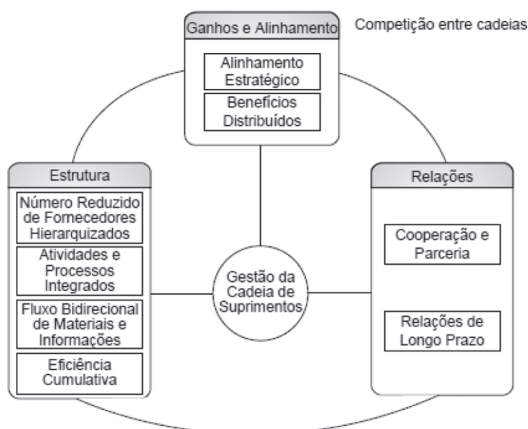 Ganhos e Alinhamento
Competição entre cadeias
Alinhamento
Estratégico
Benefícios
Distribuídos
Estrutura
Número Reduzido
de Fornecedores
Hierarquizados
Atividades e
Processos
Integrados
Fluxo Bidirecional
de Materiais e
Informações
Eficiência
Cumulativa
Gestão da
Cadeia de
Suprimentos
Relações
Cooperação e
Parceria
Relações de
Longo Prazo